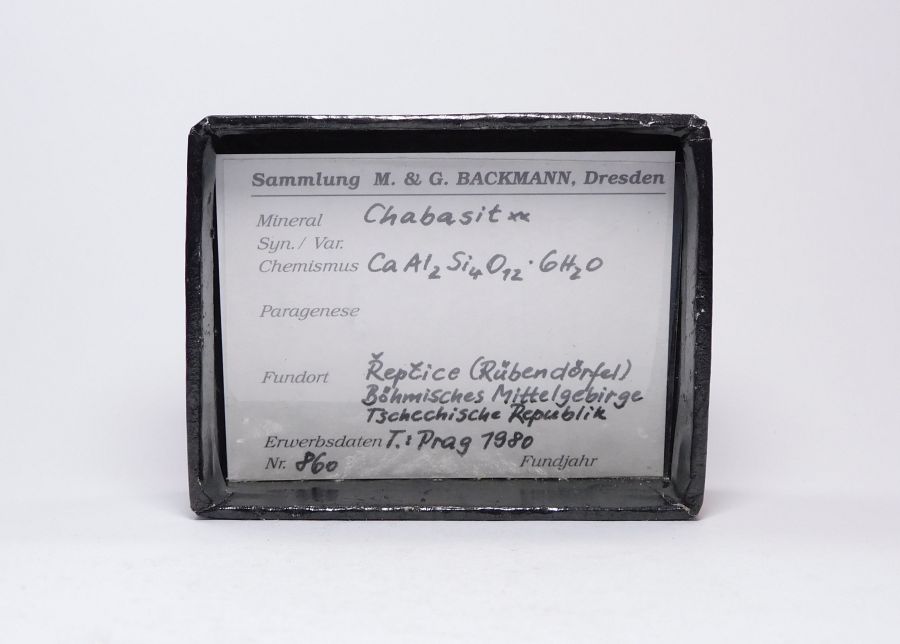 Sammlung M. & G. BACKMANN, Dresden
Mineral Chabasit xx
Syn./ Var.
Chemismus CaAl₂Si₄O₁₂·6H₂O
Paragenese
Fundort Řepčice (Rübendörfel)
Böhmisches Mittelgebirge
Tschechische Republik
Erwerbsdaten T.: Prag 1980
Nr. 860 Fundjahr